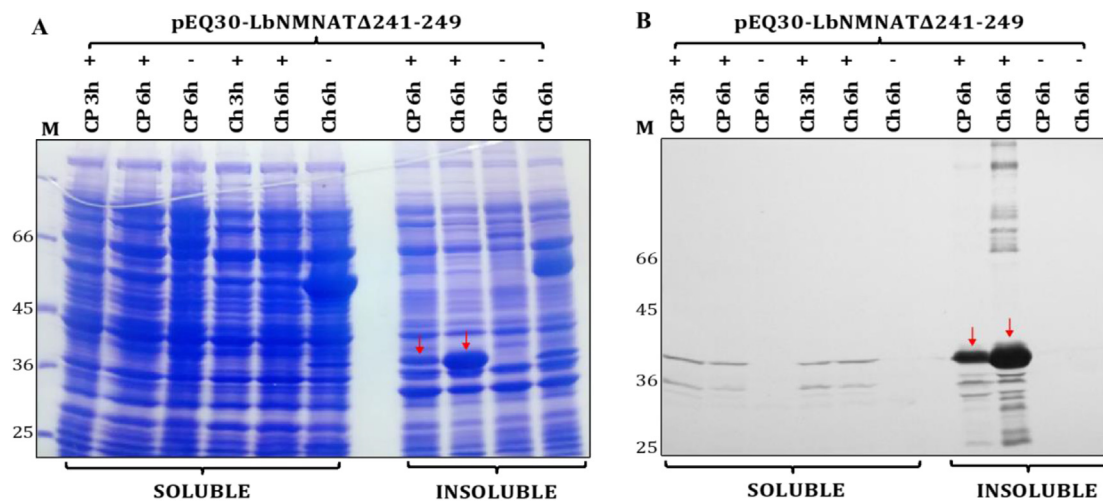 A
pEQ30-LbNMNATΔ241-249
+ + - + + - + + - -
M CP 3h CP 6h CP 6h Ch 3h Ch 6h Ch 6h CP 6h Ch 6h CP 6h Ch 6h
66
45
36
25
SOLUBLE INSOLUBLE
B
pEQ30-LbNMNATΔ241-249
+ + - + + - + + - -
M CP 3h CP 6h CP 6h Ch 3h Ch 6h Ch 6h CP 6h Ch 6h CP 6h Ch 6h
66
45
36
25
SOLUBLE INSOLUBLE